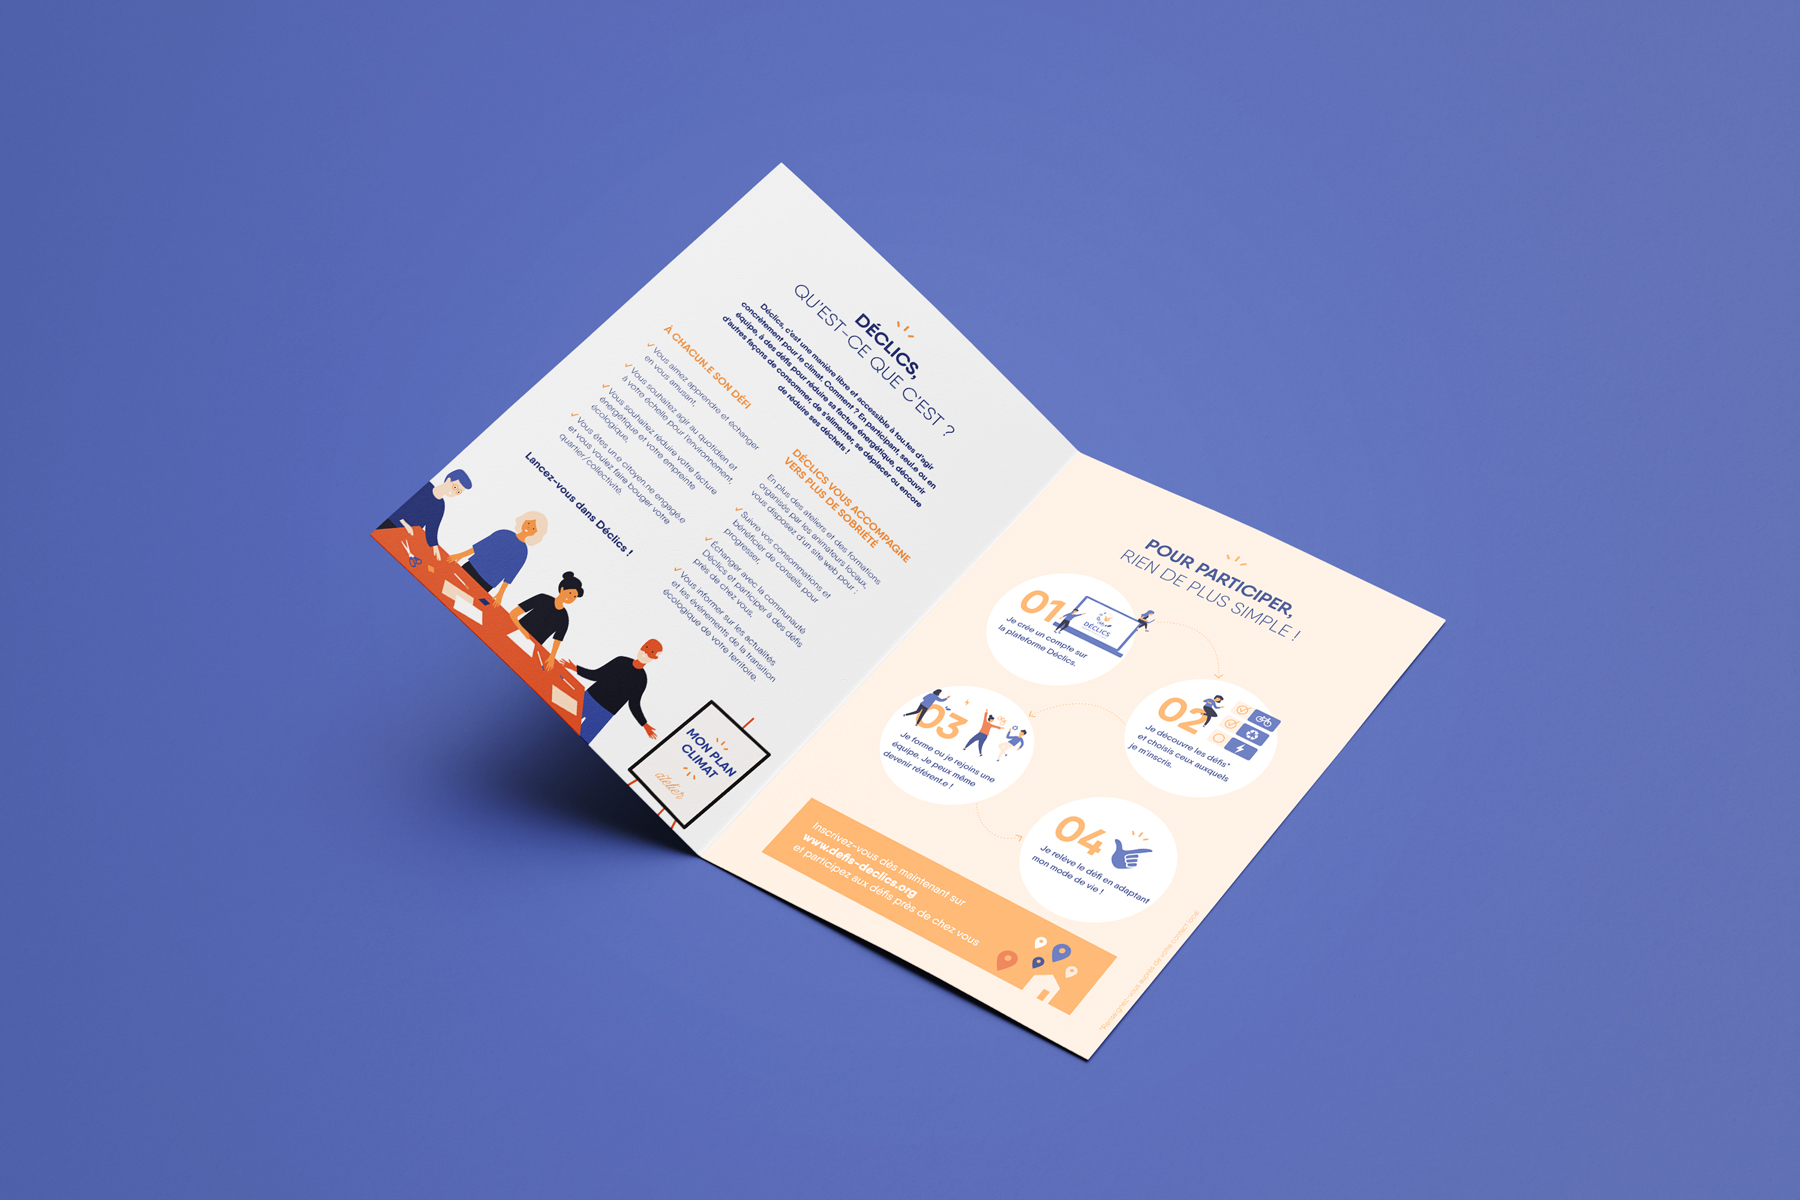 DÉCLICS,
QU'EST-CE QUE C'EST ?
Déclics, c'est une manière libre et accessible à tou.tes d'agir
concrètement pour le climat. Comment ? En participant, seul.e ou en
équipe, à des défis pour réduire sa facture énergétique, découvrir
d'autres façons de consommer, de s'alimenter, se déplacer ou encore
de réduire ses déchets !
À CHACUN.E SON DÉFI
Vous aimez apprendre et échanger
en vous amusant.
Vous souhaitez agir au quotidien et
à votre échelle pour l'environnement.
Vous souhaitez réduire votre facture
énergétique et votre empreinte
écologique.
Vous êtes un.e citoyen.ne engagé.e
et vous voulez faire bouger votre
quartier/collectivité.
Lancez-vous dans Déclics !
DÉCLICS VOUS ACCOMPAGNE
VERS PLUS DE SOBRIÉTÉ
En plus des ateliers et des formations
organisés par les animateurs locaux,
vous disposez d'un site web pour :
Suivre vos consommations et
bénéficier de conseils pour
progresser.
Échanger avec la communauté
Déclics et participer à des défis
près de chez vous.
Vous informer sur les actualités
et les événements de la transition
écologique de votre territoire.
MON PLAN
CLIMAT
atelier
POUR PARTICIPER,
RIEN DE PLUS SIMPLE !
01
DÉCLICS
Je crée un compte sur
la plateforme Déclics.
02
Je découvre les défis*
et choisis ceux auxquels
je m'inscris.
03
Je forme ou je rejoins une
équipe. Je peux même
devenir référent.e !
04
Je relève le défi en adaptant
mon mode de vie !
Inscrivez-vous dès maintenant sur
www.defis-declics.org
et participez aux défis près de chez vous
*Renseignez-vous auprès de votre contact local